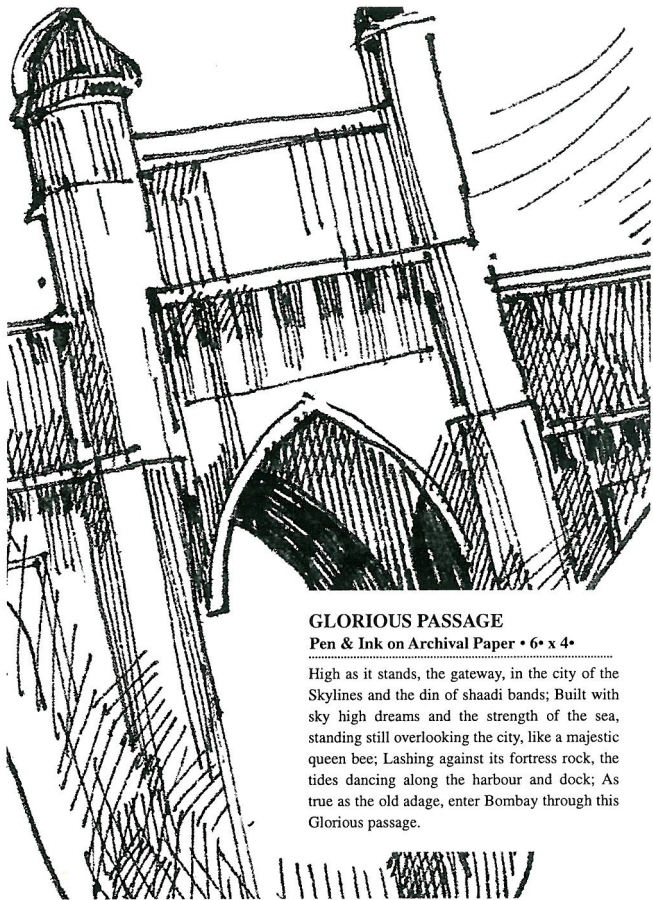 GLORIOUS PASSAGE
Pen & Ink on Archival Paper • 6• x 4•
High as it stands, the gateway, in the city of the
Skylines and the din of shaadi bands; Built with
sky high dreams and the strength of the sea,
standing still overlooking the city, like a majestic
queen bee; Lashing against its fortress rock, the
tides dancing along the harbour and dock; As
true as the old adage, enter Bombay through this
Glorious passage.